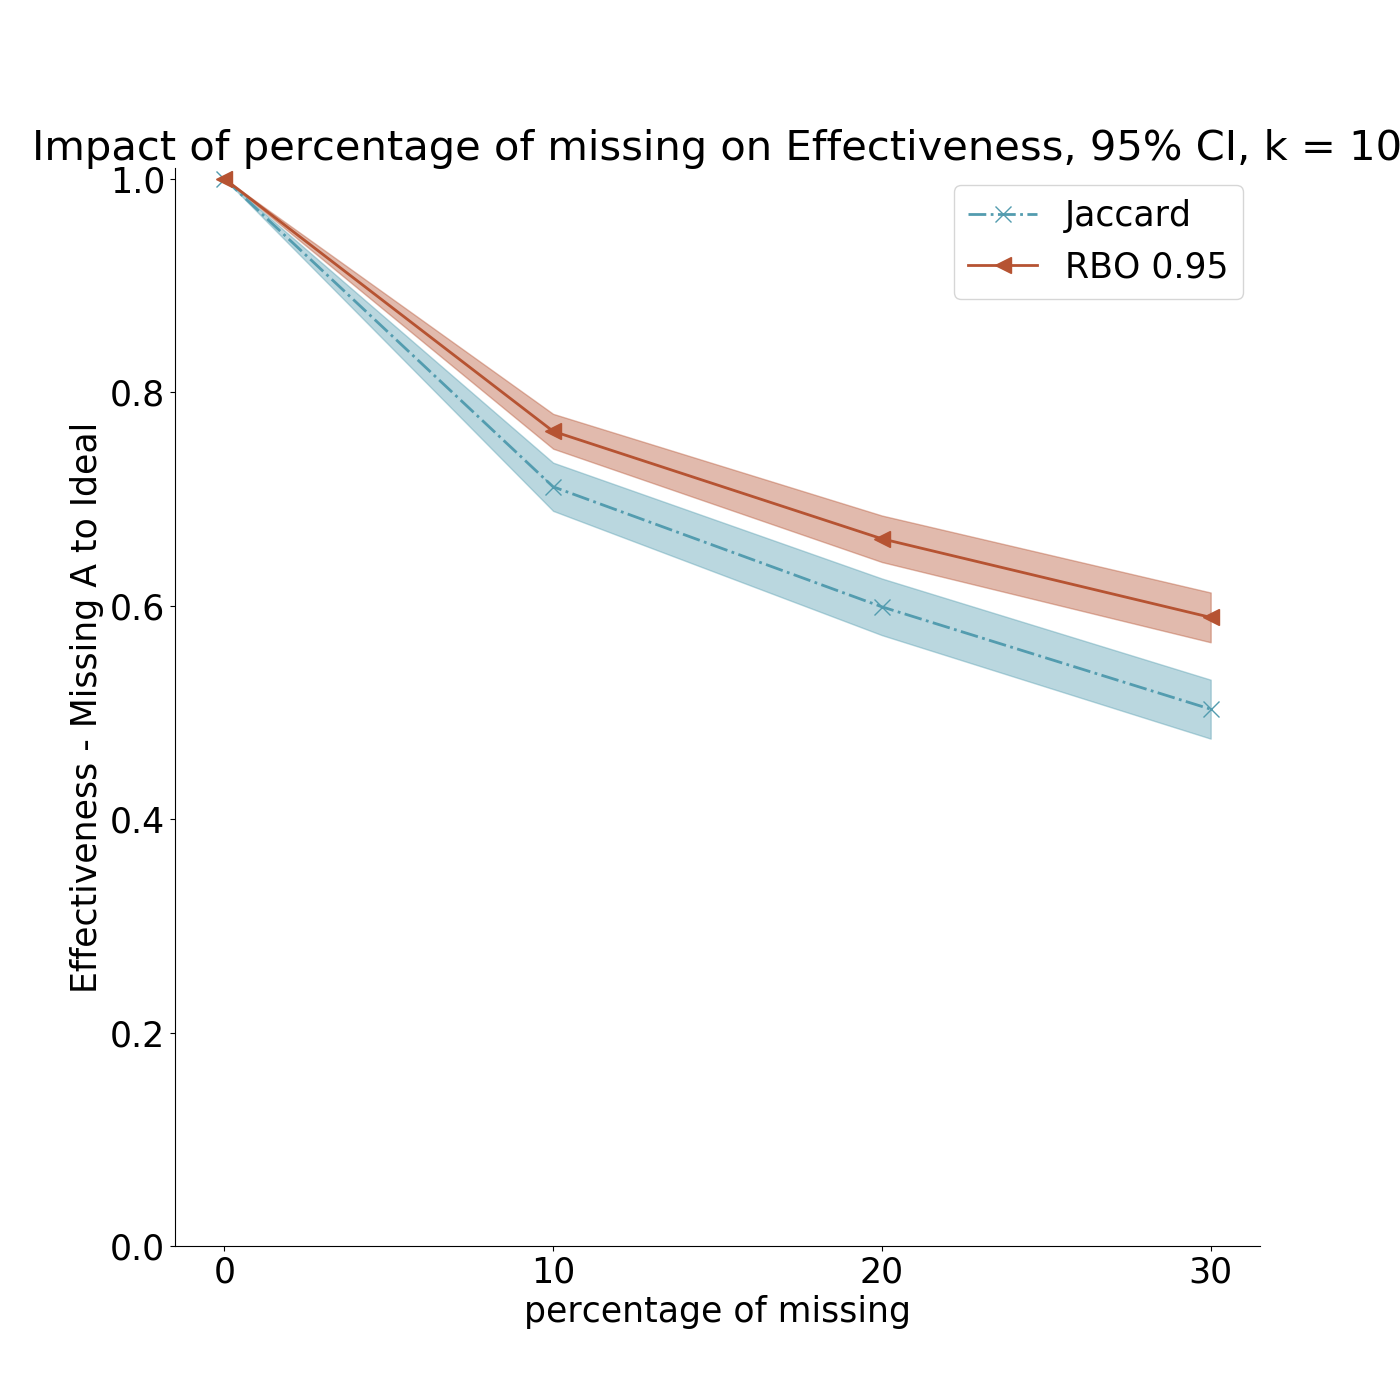 Impact of percentage of missing on Effectiveness, 95% CI, k = 10
Jaccard
RBO 0.95
Effectiveness - Missing A to Ideal
1.0
0.8
0.6
0.4
0.2
0.0
0 10 20 30
percentage of missing